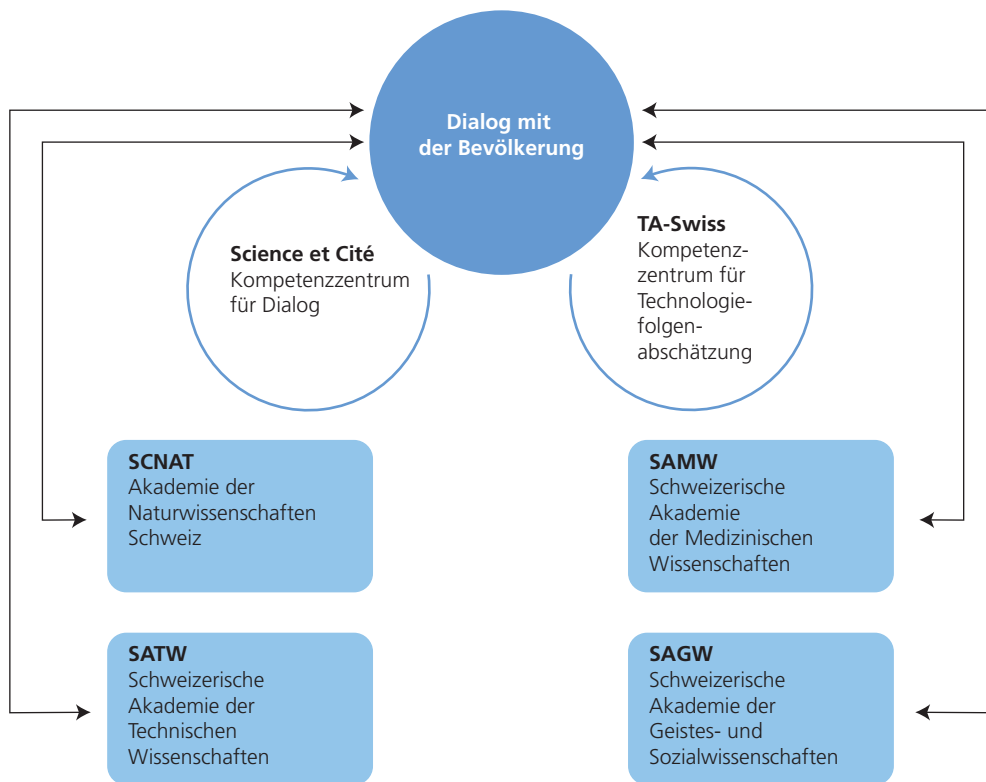 Dialog mit
der Bevölkerung
Science et Cité
Kompetenzzentrum
für Dialog
TA-Swiss
Kompetenz-
zentrum für
Technologie-
folgen-
abschätzung
SCNAT
Akademie der
Naturwissenschaften
Schweiz
SAMW
Schweizerische
Akademie
der Medizinischen
Wissenschaften
SATW
Schweizerische
Akademie der
Technischen
Wissenschaften
SAGW
Schweizerische
Akademie der
Geistes- und
Sozialwissenschaften